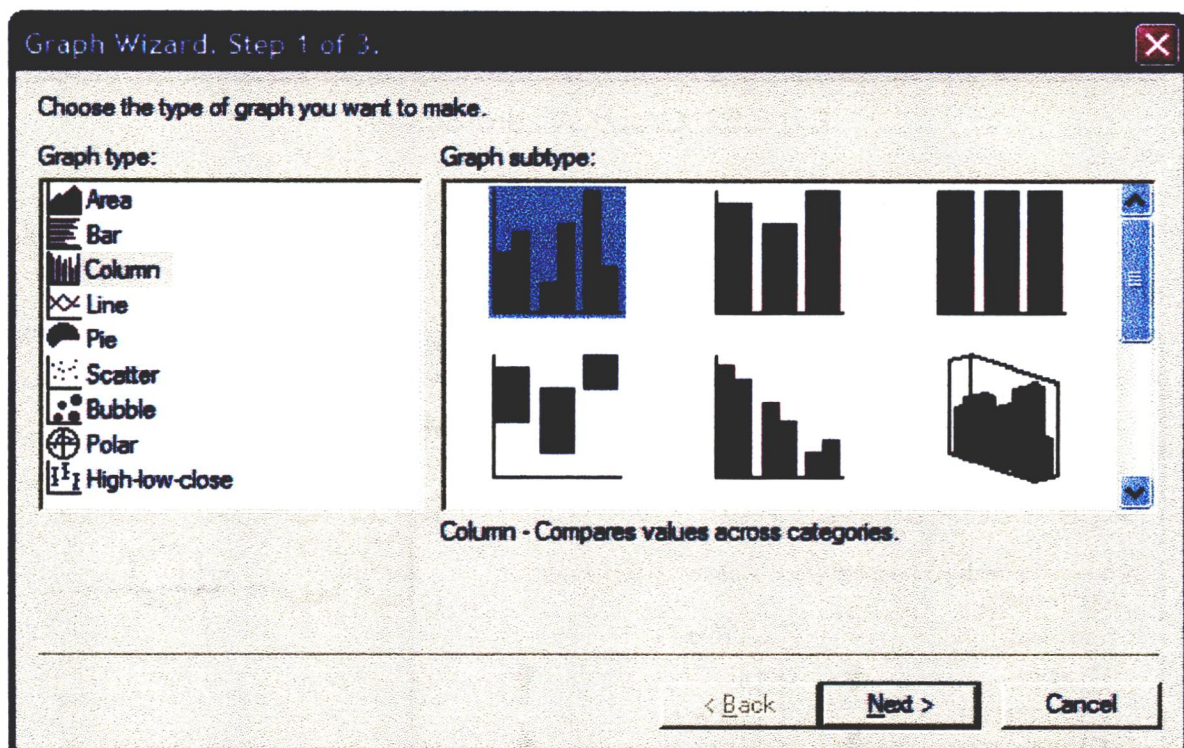 Graph Wizard. Step 1 of 3.
Choose the type of graph you want to make.
Graph type:
Area
Bar
Column
Line
Pie
Scatter
Bubble
Polar
High-low-close
Graph subtype:
Column - Compares values across categories.
< Back
Next >
Cancel